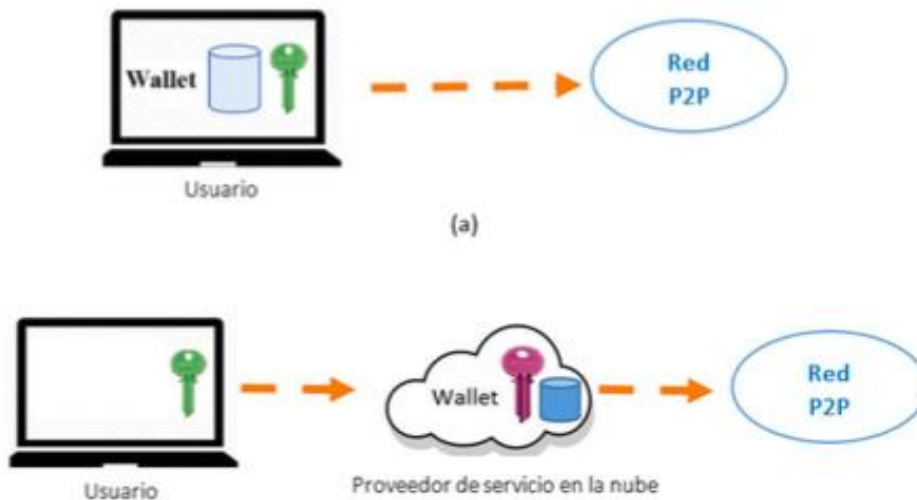 Wallet
Red
P2P
Usuario
(a)
Wallet
Red
P2P
Usuario
Proveedor de servicio en la nube